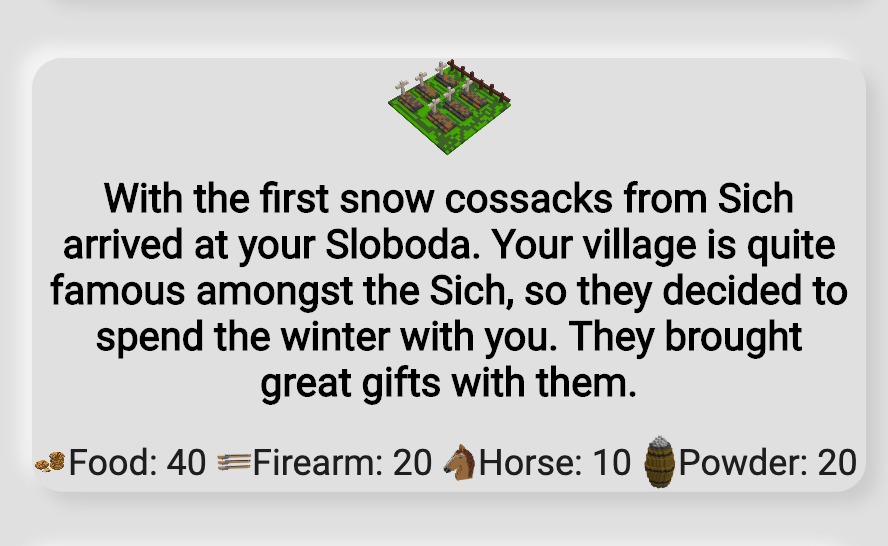 With the first snow cossacks from Sich
arrived at your Sloboda. Your village is quite
famous amongst the Sich, so they decided to
spend the winter with you. They brought
great gifts with them.
Food: 40 Firearm: 20 Horse: 10 Powder: 20